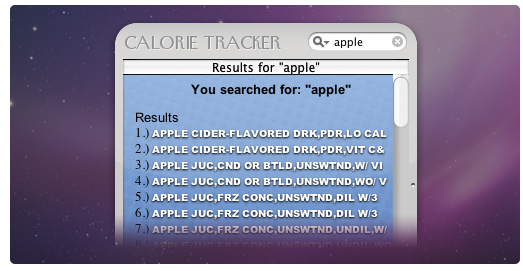 CALORIE TRACKER
apple
Results for "apple"
You searched for: "apple"
Results
1.) APPLE CIDER-FLAVORED DRK,PDR,LO CAL
2.) APPLE CIDER-FLAVORED DRK,PDR,VIT C&
3.) APPLE JUC,CND OR BTLD,UNSWTND,W/ VI
4.) APPLE JUC,CND OR BTLD,UNSWTND,WO/ V
5.) APPLE JUC,FRZ CONC,UNSWTND,DIL W/3
6.) APPLE JUC,FRZ CONC,UNSWTND,DIL W/3
7.) APPLE JUC,FRZ CONC,UNSWTND,UNDIL,W/